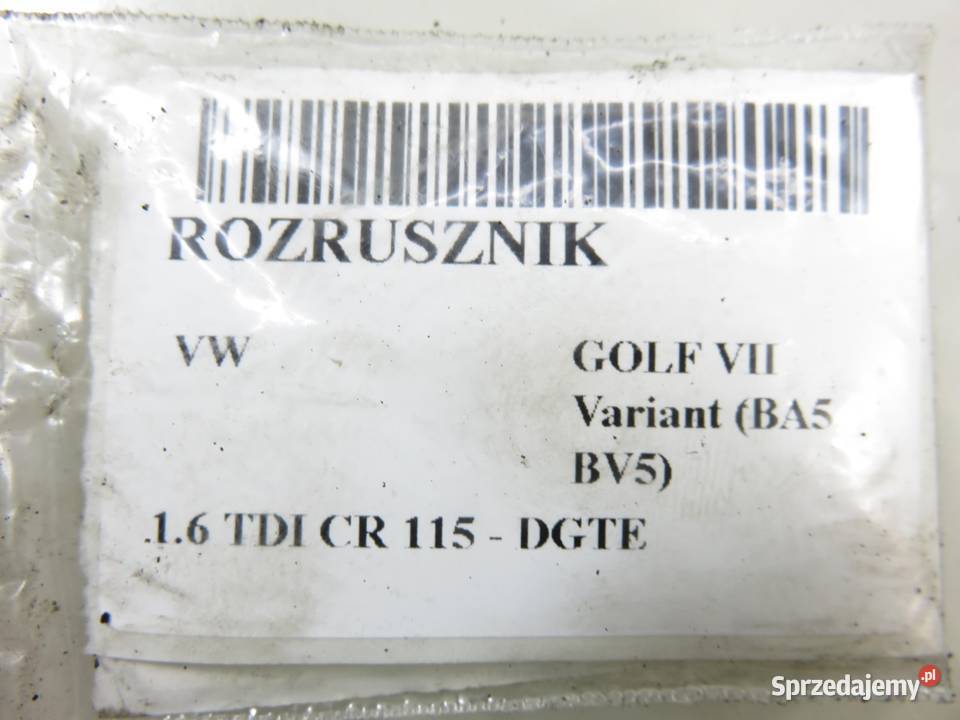 ROZRUSZNIK
VW
GOLF VII
Variant (BA5
BV5)
1.6 TDI CR 115 - DGTE
Sprzedajemy.pl